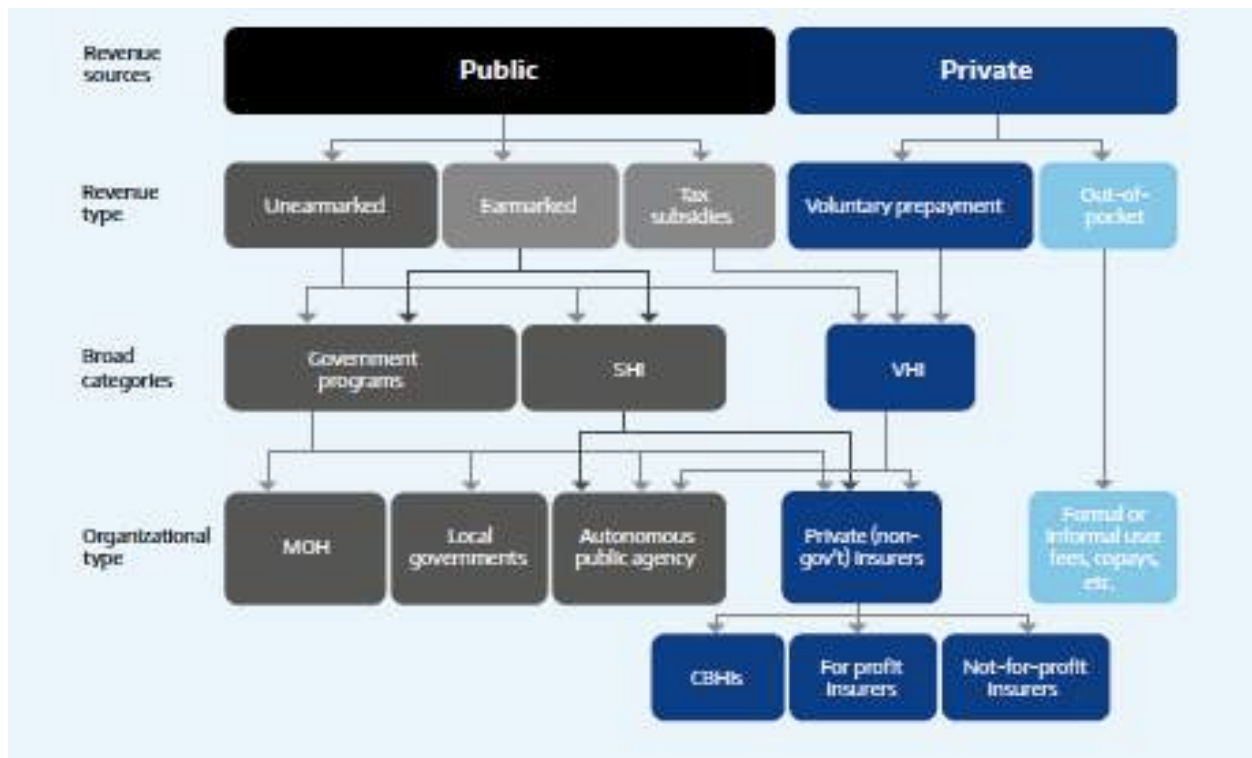 Revenue
sources
Public
Private
Revenue
type
Unearmarked
Earmarked
Tax
subsidies
Voluntary prepayment
Out-of-
pocket
Broad
categories
Government
programs
SHI
VHI
Organizational
type
MOH
Local
governments
Autonomous
public agency
Private (non-
gov't) insurers
Formal or
informal user
fees, copays,
etc.
CBHIs
For profit
insurers
Not-for-profit
insurers